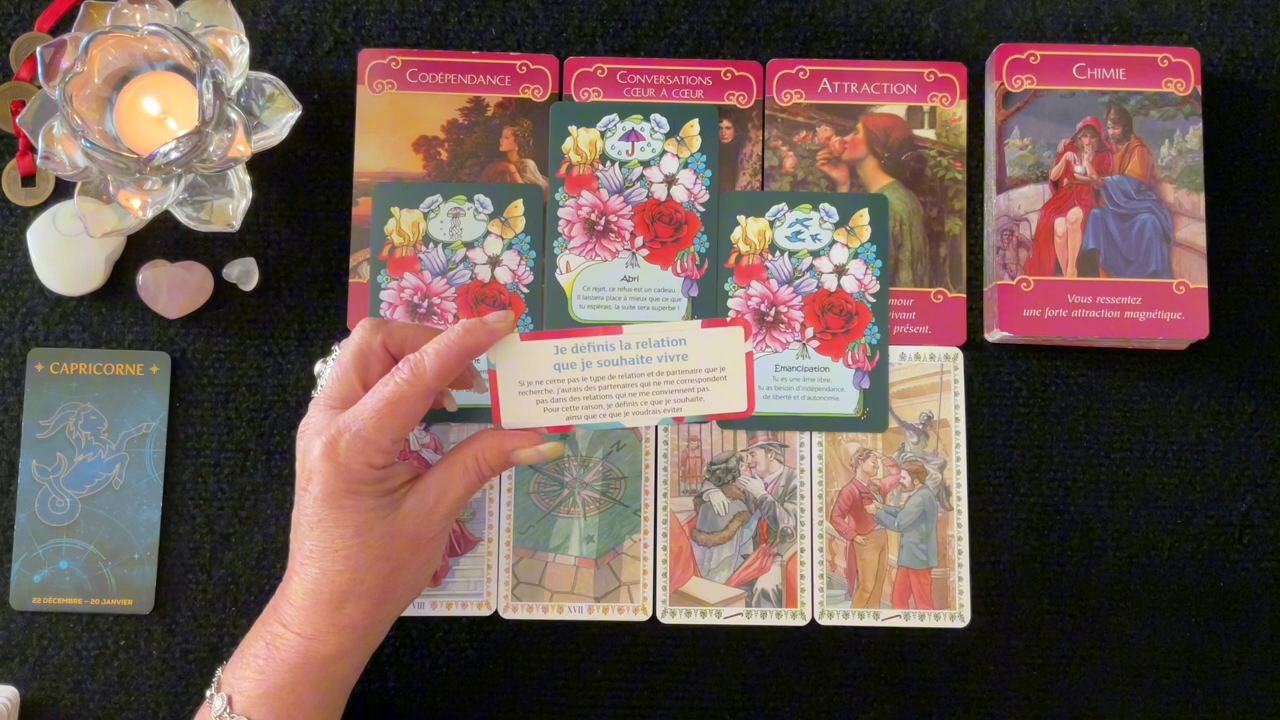 CODÉPENDANCE
CONVERSATIONS
CŒUR À CŒUR
ATTRACTION
CHIMIE
Vous ressentez
une forte attraction magnétique.
Abri
Ce rejet, ce refus est un cadeau.
Il laissera place à mieux que ce que
tu espérais, la suite sera superbe !
présent.
Émancipation
Tu es une âme libre,
tu as besoin d'indépendance,
de liberté et d'autonomie.
Je définis la relation
que je souhaite vivre
Si je ne cerne pas le type de relation et de partenaire que je
recherche, j'aurais des partenaires qui ne me correspondent
pas dans des relations qui ne me conviennent pas.
Pour cette raison, je définis ce que je souhaite,
ainsi que ce que je voudrais éviter
CAPRICORNE
22 DÉCEMBRE – 20 JANVIER
XVII